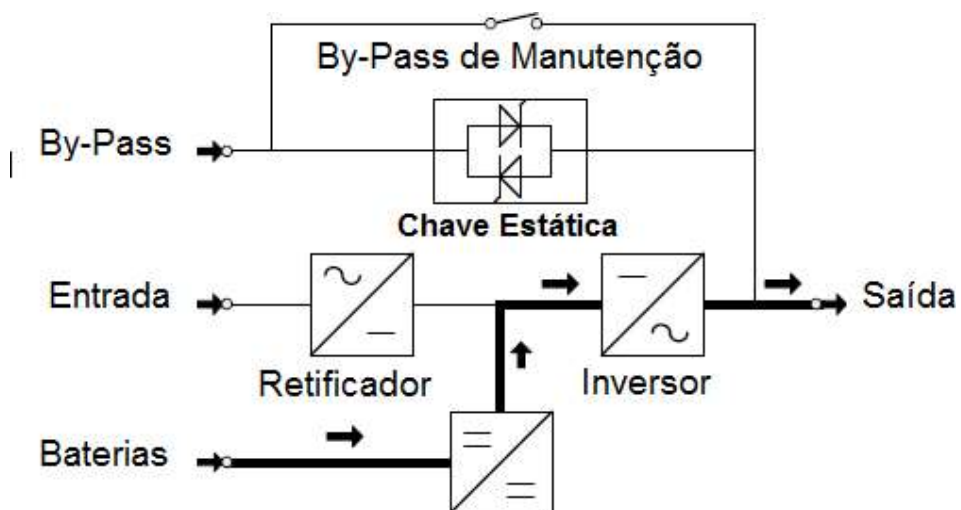 By-Pass de Manutenção
By-Pass
Chave Estática
Entrada
Saída
Retificador
Inversor
Baterias